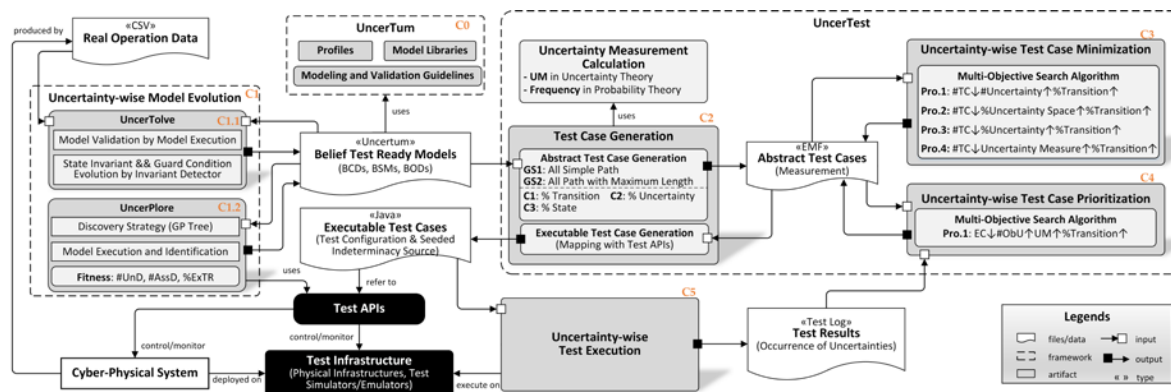 produced by
«CSV»
Real Operation Data
UncerTum
C0
Profiles
Model Libraries
Modeling and Validation Guidelines
uses
Uncertainty-wise Model Evolution
C1
UncerTolve
C1.1
Model Validation by Model Execution
State Invariant && Guard Condition
Evolution by Invariant Detector
UncerPlore
C1.2
Discovery Strategy (GP Tree)
Model Execution and Identification
Fitness: #UnD, #AssD, %ExTR
uses
«Uncertum»
Belief Test Ready Models
(BCDs, BSMs, BODs)
«Java»
Executable Test Cases
(Test Configuration & Seeded
Indeterminacy Source)
refer to
Test APIs
control/monitor
control/monitor
Cyber-Physical System
deployed on
Test Infrastructure
(Physical Infrastructures, Test
Simulators/Emulators)
execute on
UncerTest
Uncertainty Measurement
Calculation
- UM in Uncertainty Theory
- Frequency in Probability Theory
uses
C2
Test Case Generation
Abstract Test Case Generation
GS1: All Simple Path
GS2: All Path with Maximum Length
C1: % Transition C2: % Uncertainty
C3: % State
Executable Test Case Generation
(Mapping with Test APIs)
«EMF»
Abstract Test Cases
(Measurement)
C3
Uncertainty-wise Test Case Minimization
Multi-Objective Search Algorithm
Pro.1: #TC↓#Uncertainty↑%Transition↑
Pro.2: #TC↓%Uncertainty Space↑%Transition↑
Pro.3: #TC↓%Uncertainty↑%Transition↑
Pro.4: #TC↓Uncertainty Measure↑%Transition↑
C4
Uncertainty-wise Test Case Prioritization
Multi-Objective Search Algorithm
Pro.1: EC↓#ObU↑UM↑%Transition↑
C5
Uncertainty-wise
Test Execution
«Test Log»
Test Results
(Occurrence of Uncertainties)
Legends
files/data
input
framework
output
artifact
« » type